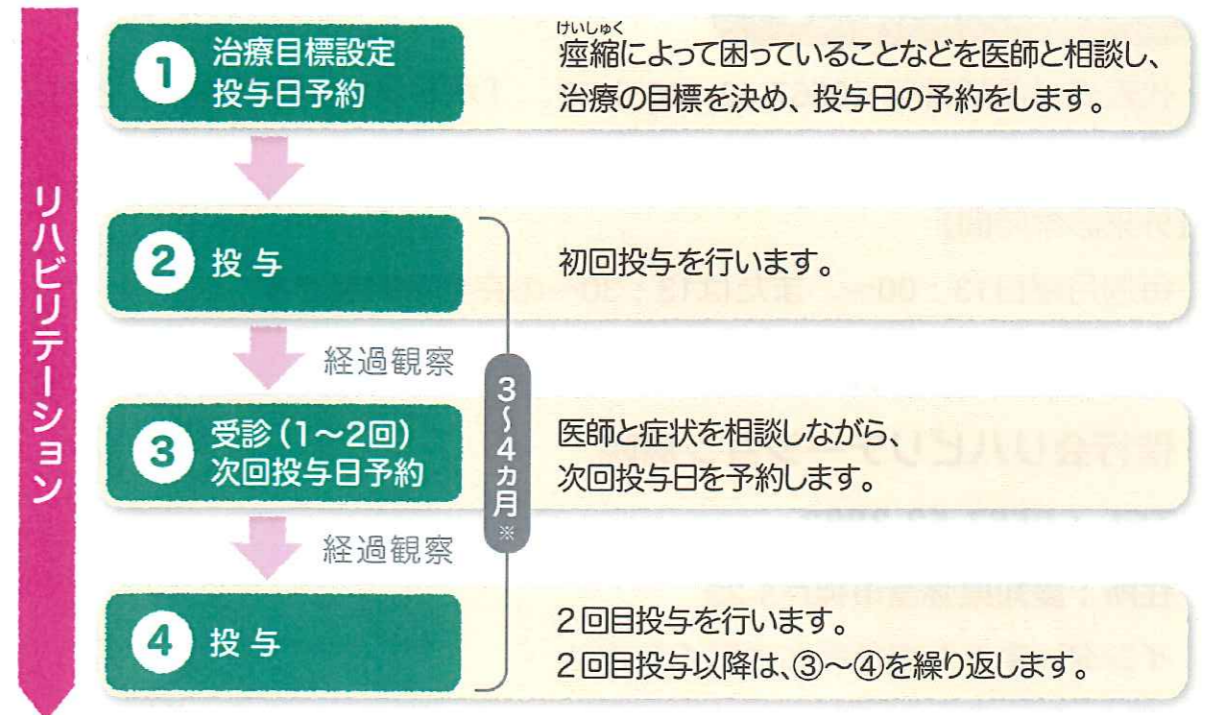 リハビリテーション
1 治療目標設定
投与日予約
けいしゅく
痙縮によって困っていることなどを医師と相談し、
治療の目標を決め、投与日の予約をします。
2 投与
初回投与を行います。
経過観察
3~4カ月※
3 受診(1~2回)
次回投与日予約
医師と症状を相談しながら、
次回投与日を予約します。
経過観察
4 投与
2回目投与を行います。
2回目投与以降は、③~④を繰り返します。